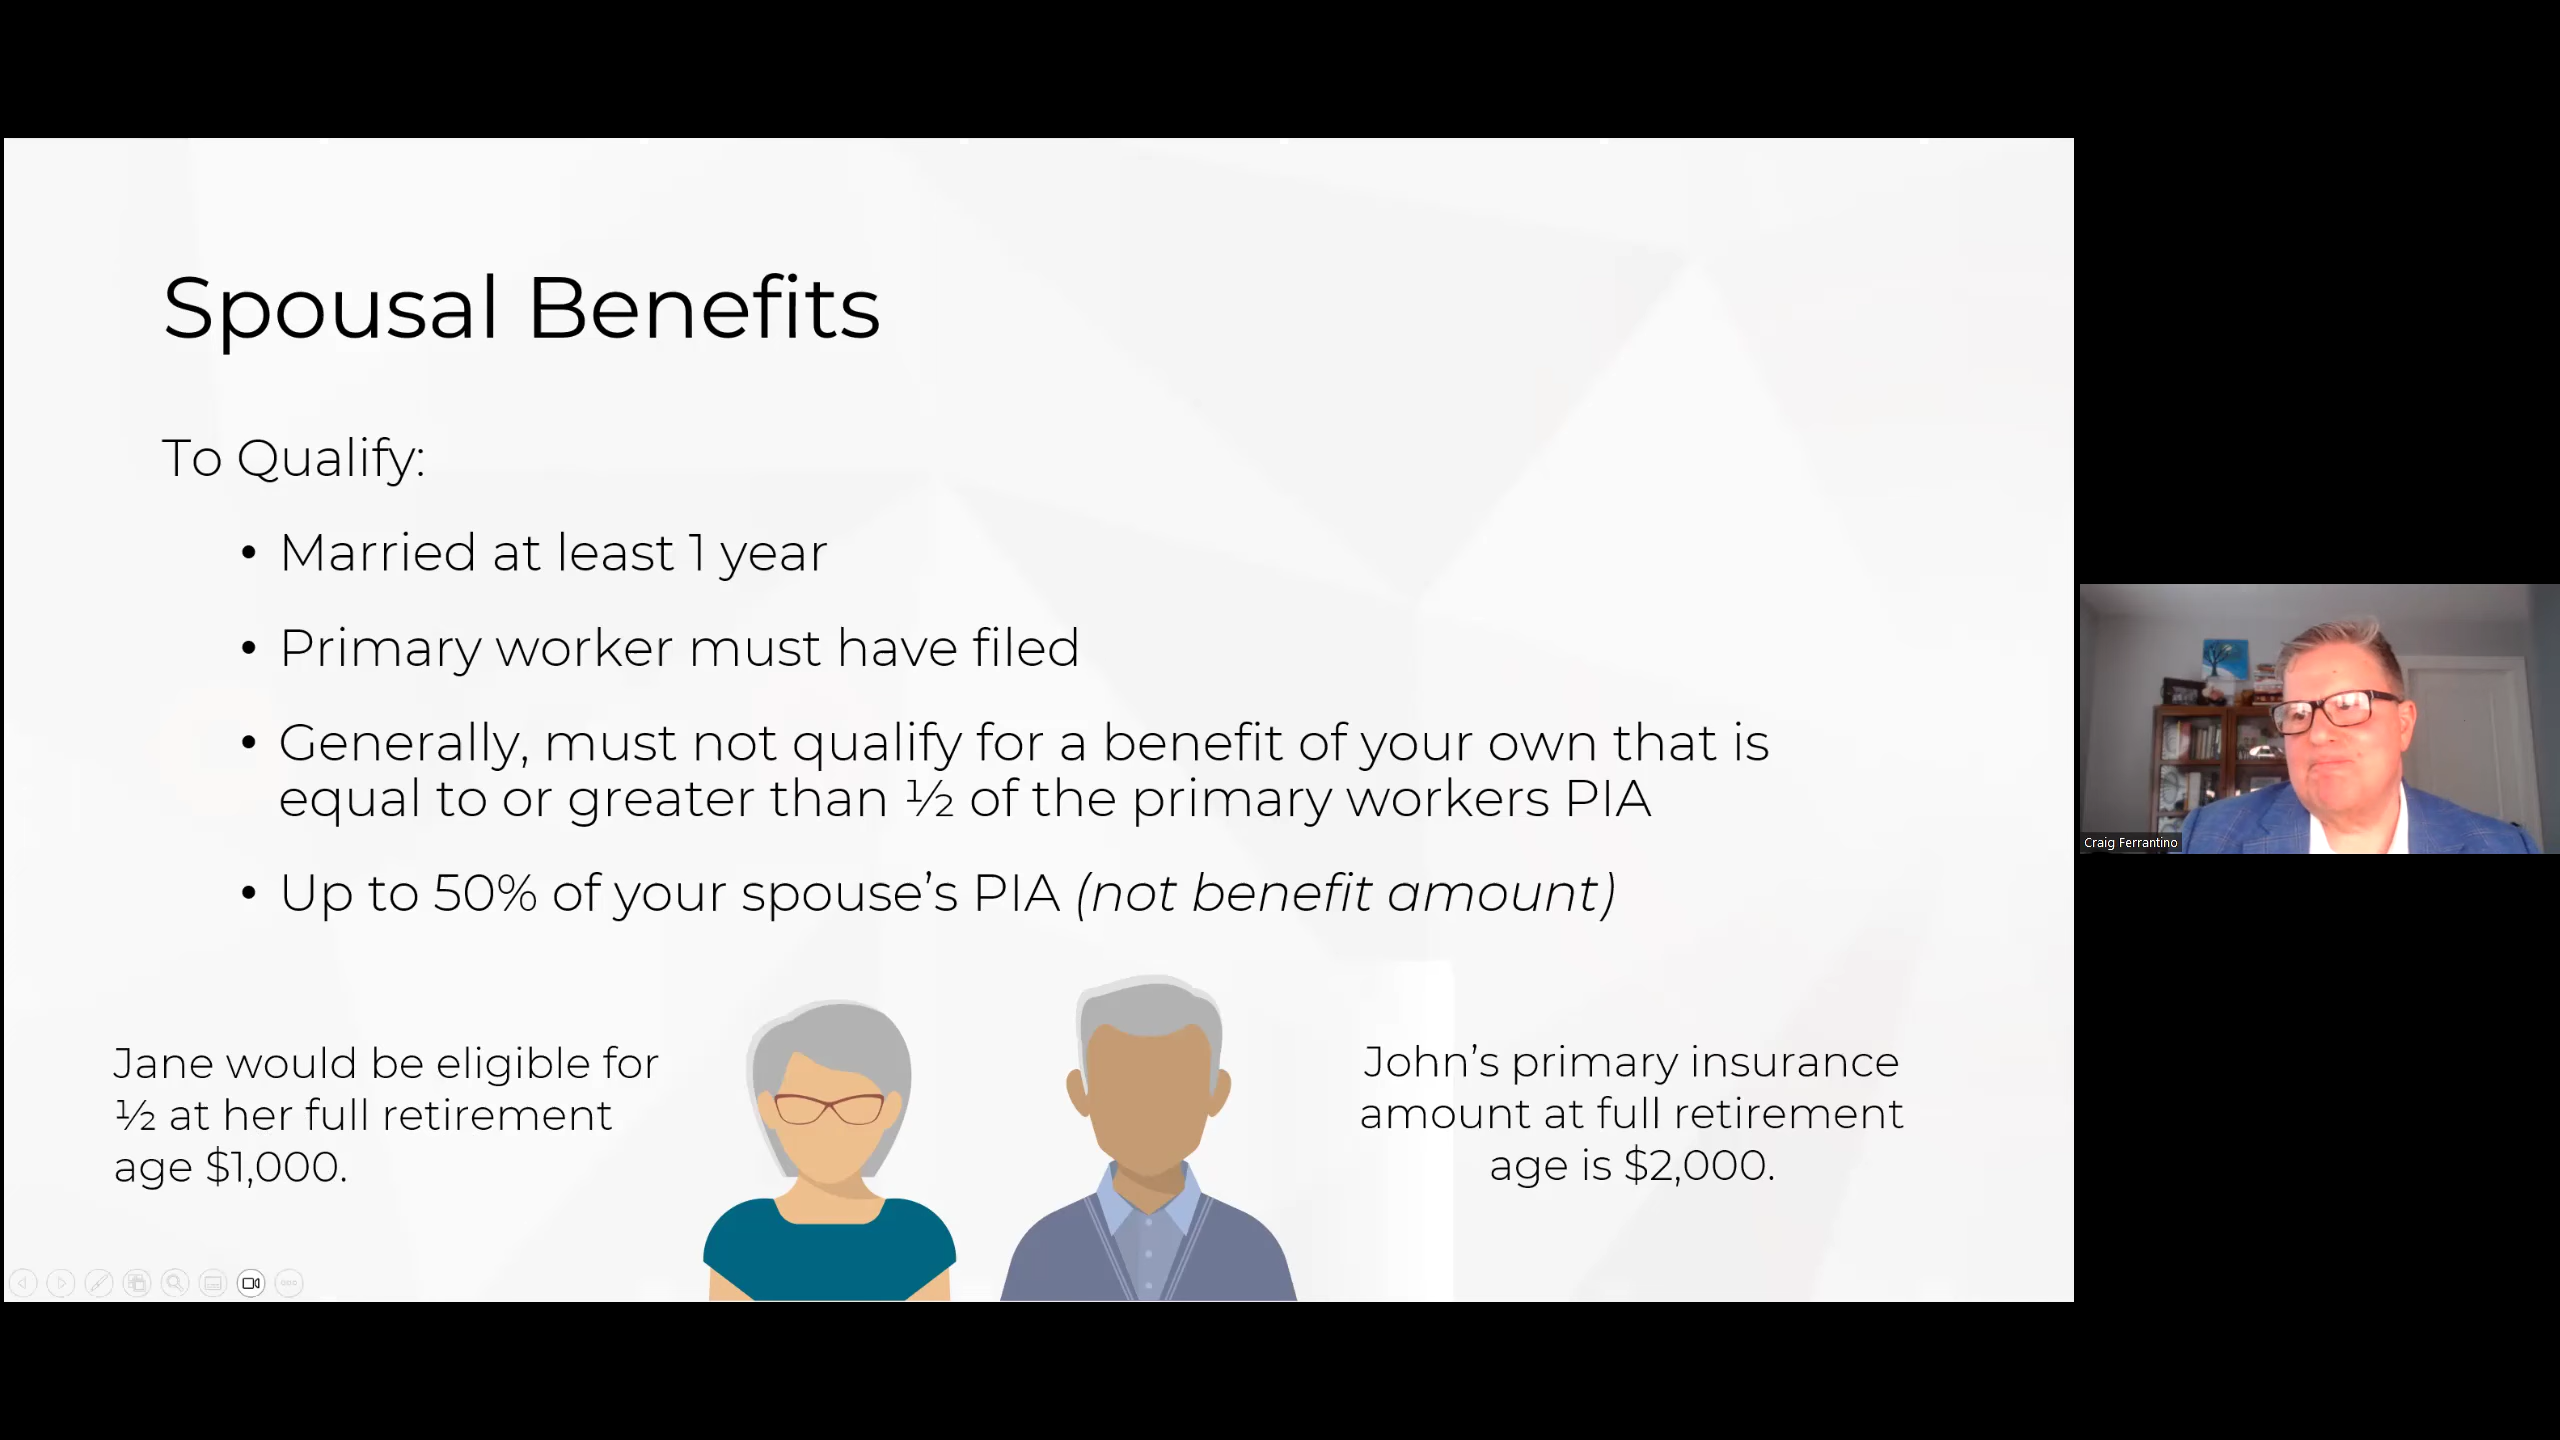 Spousal Benefits
To Qualify:
• Married at least 1 year
• Primary worker must have filed
• Generally, must not qualify for a benefit of your own that is
equal to or greater than ½ of the primary workers PIA
• Up to 50% of your spouse’s PIA (not benefit amount)
Jane would be eligible for
½ at her full retirement
age $1,000.
John’s primary insurance
amount at full retirement
age is $2,000.
Craig Ferrantino